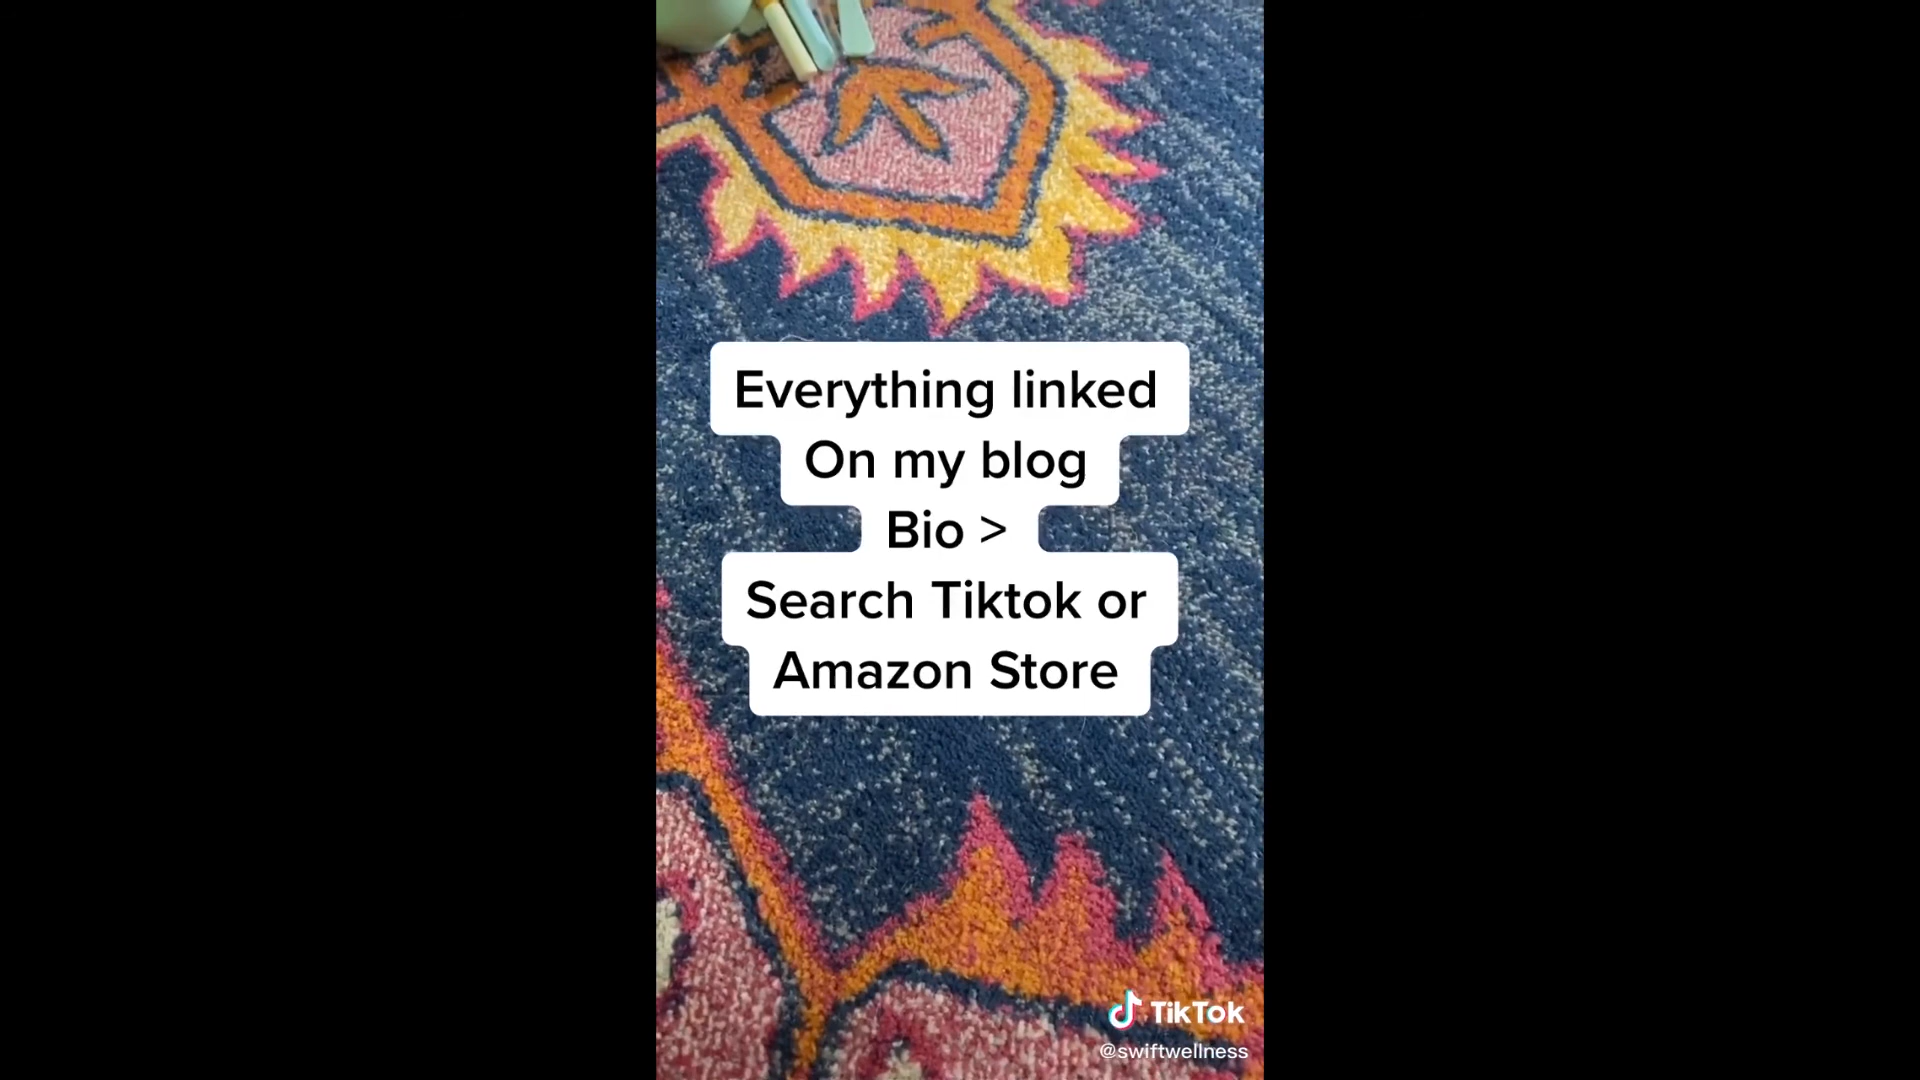 Everything linked
On my blog
Bio >
Search Tiktok or
Amazon Store
TikTok
@swiftwellness